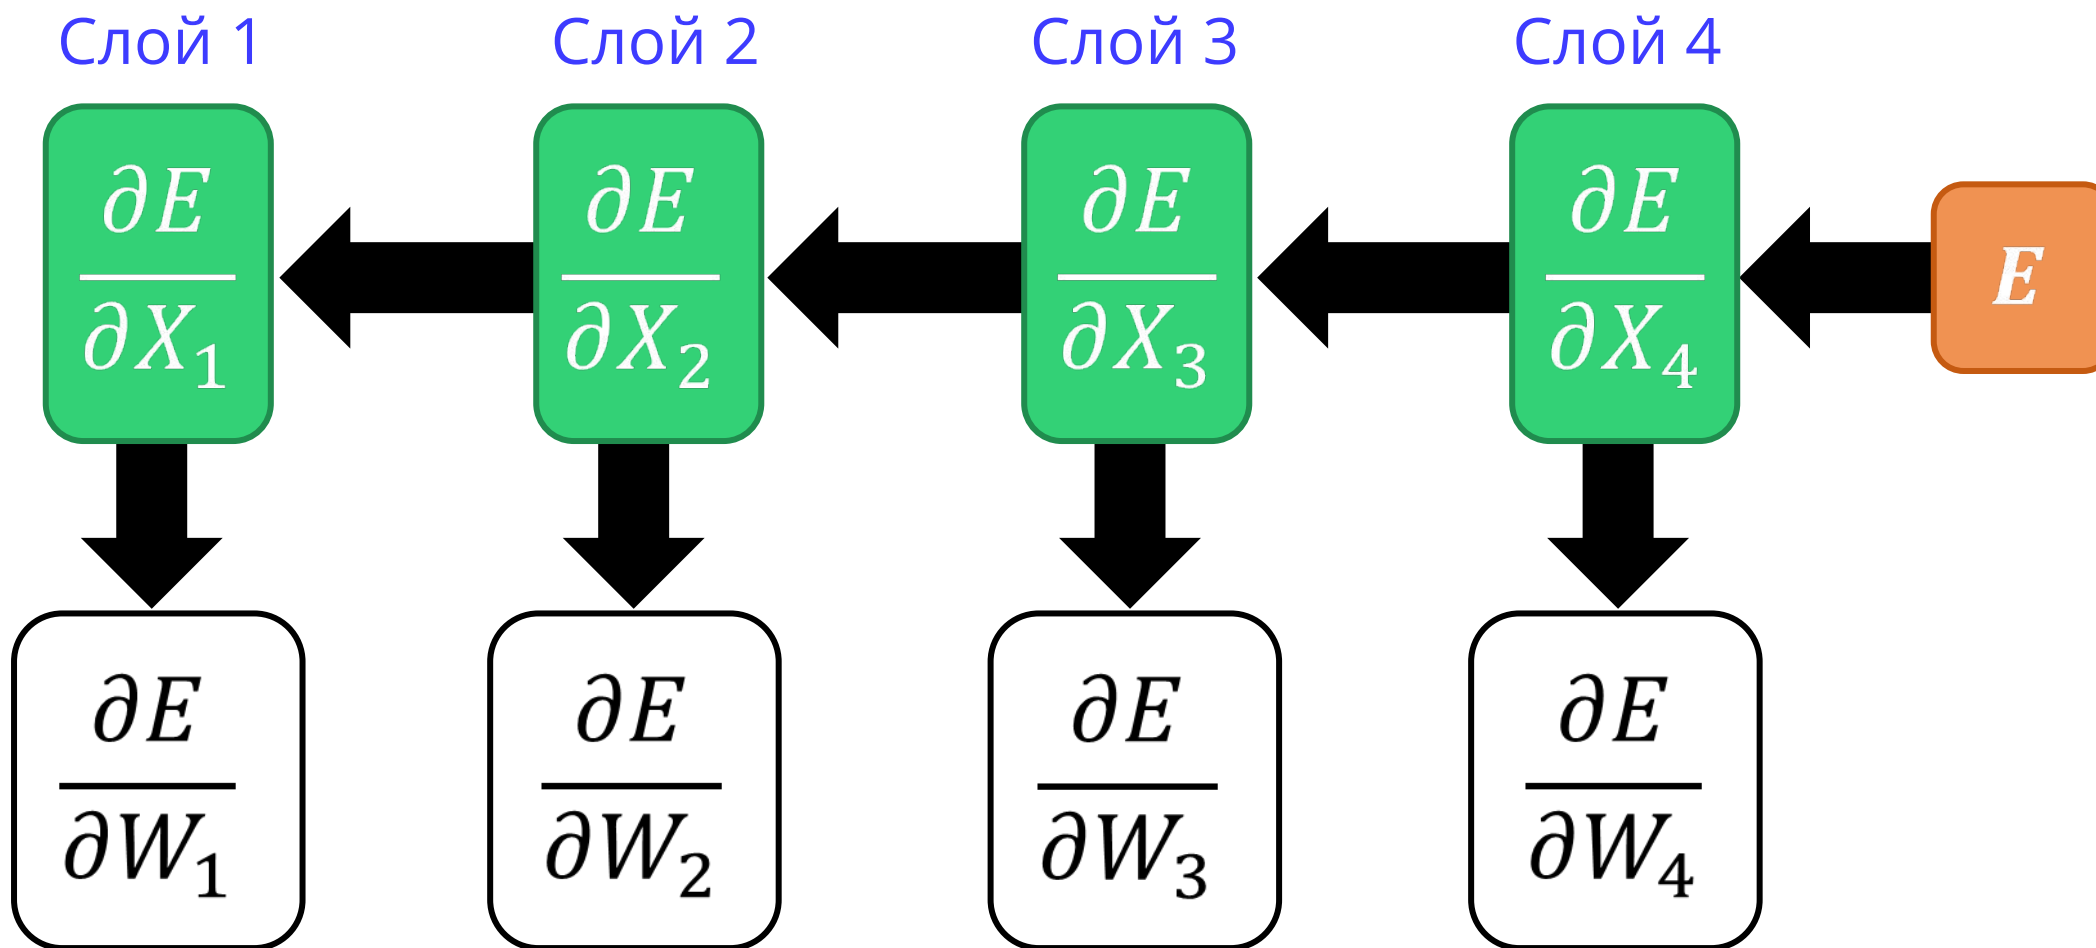 Слой 1 Слой 2 Слой 3 Слой 4
∂E ∂E ∂E ∂E
E
∂X₁ ∂X₂ ∂X₃ ∂X₄
∂E ∂E ∂E ∂E
∂W₁ ∂W₂ ∂W₃ ∂W₄